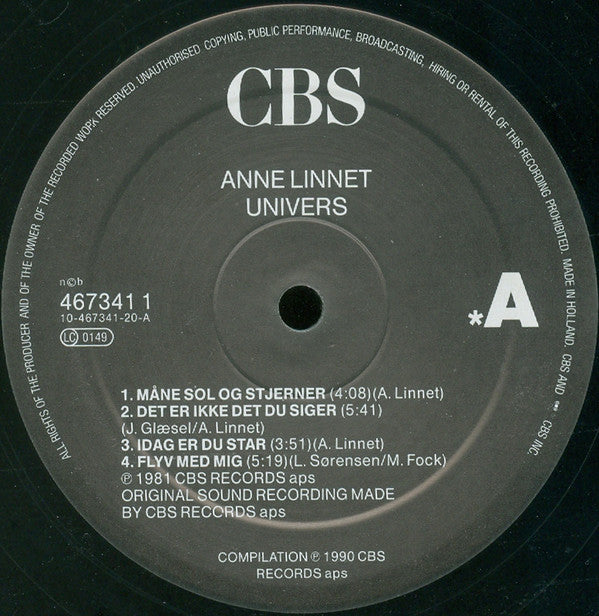 ALL RIGHTS OF THE PRODUCER AND OF THE OWNER OF THE RECORDED WORK RESERVED. UNAUTHORISED COPYING, PUBLIC PERFORMANCE, BROADCASTING, HIRING OR RENTAL OF THIS RECORDING PROHIBITED. MADE IN HOLLAND. CBS AND CBS INC.
CBS
ANNE LINNET
UNIVERS
n©b
467341 1
10-467341-20-A
LC 0149
*A
1. MÅNE SOL OG STJERNER (4:08)(A. Linnet)
2. DET ER IKKE DET DU SIGER (5:41)
(J. Glæsel/A. Linnet)
3. IDAG ER DU STAR (3:51)(A. Linnet)
4. FLYV MED MIG (5:19)(L. Sørensen/M. Fock)
℗ 1981 CBS RECORDS aps
ORIGINAL SOUND RECORDING MADE
BY CBS RECORDS aps
COMPILATION ℗ 1990 CBS
RECORDS aps